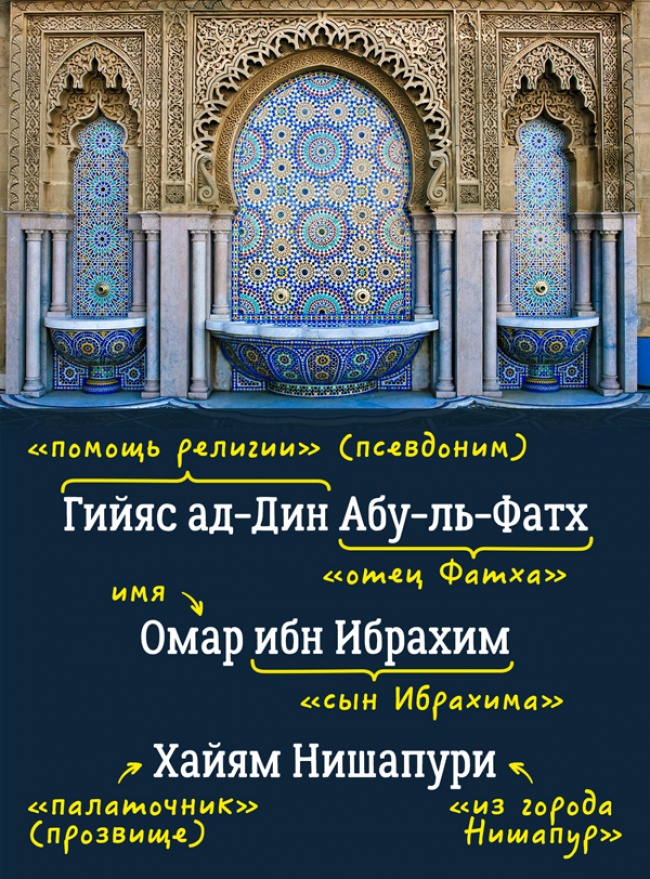 «помощь религии» (псевдоним)
Гийяс ад-Дин Абу-ль-Фатх
«отец Фатха»
имя
Омар ибн Ибрахим
«сын Ибрахима»
Хайям Нишапури
«палаточник»
(прозвище)
«из города
Нишапур»